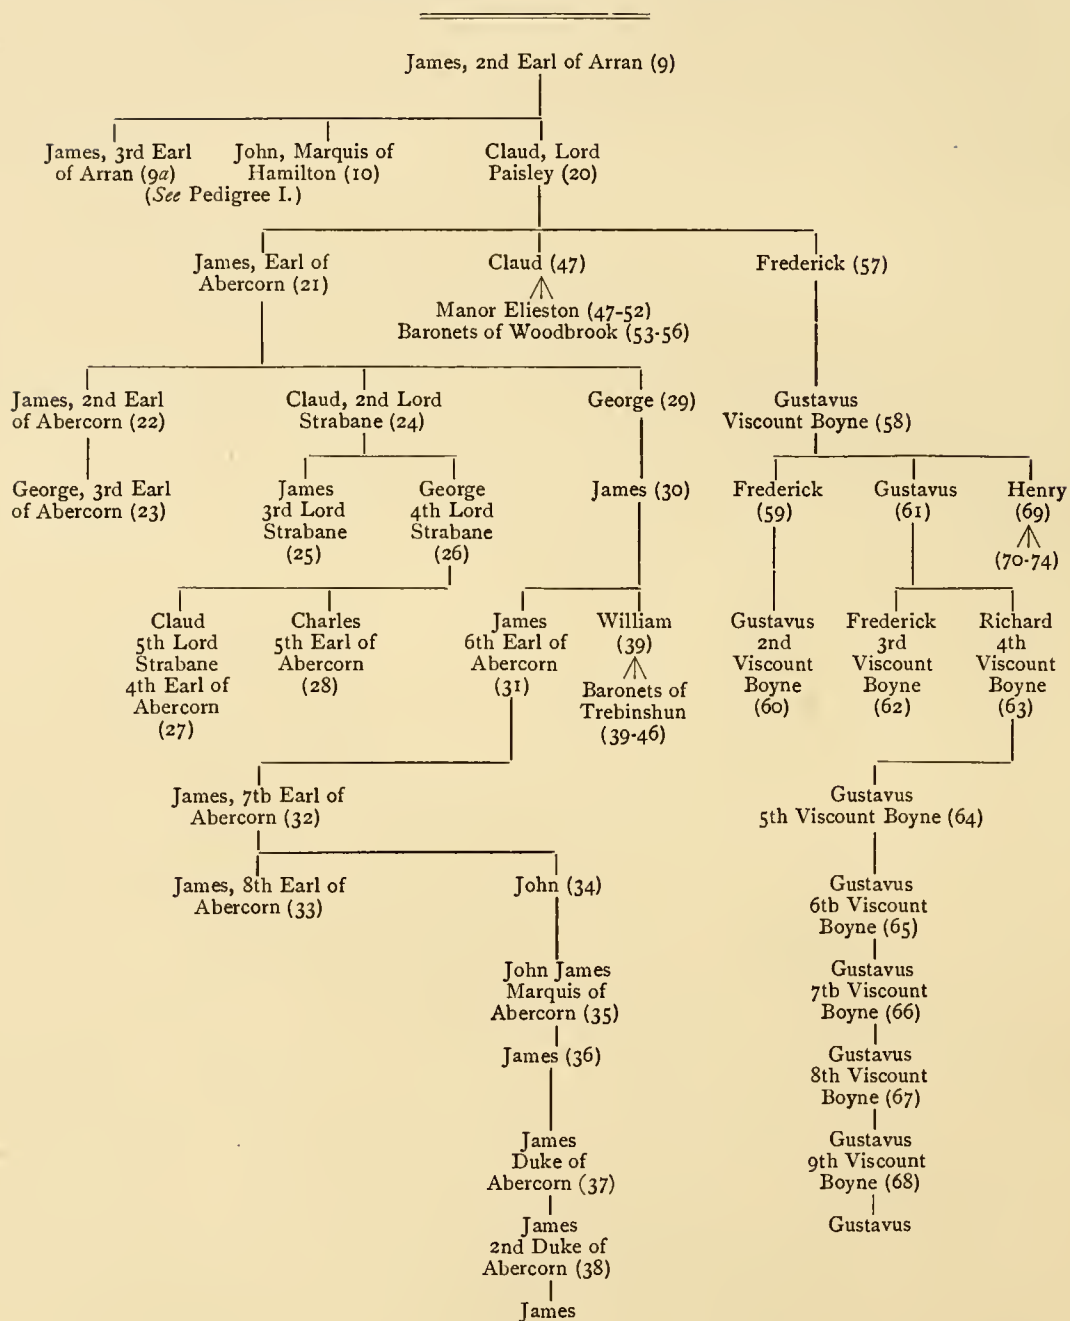 James, 2nd Earl of Arran (9)
James, 3rd Earl
of Arran (9a)
John, Marquis of
Hamilton (10)
(See Pedigree I.)
Claud, Lord
Paisley (20)
James, Earl of
Abercorn (21)
Claud (47)
Manor Elieston (47-52)
Baronets of Woodbrook (53-56)
Frederick (57)
James, 2nd Earl
of Abercorn (22)
Claud, 2nd Lord
Strabane (24)
George (29)
Gustavus
Viscount Boyne (58)
George, 3rd Earl
of Abercorn (23)
James
3rd Lord
Strabane
(25)
George
4th Lord
Strabane
(26)
James (30)
Frederick
(59)
Gustavus
(61)
Henry
(69)
(70-74)
Claud
5th Lord
Strabane
4th Earl of
Abercorn
(27)
Charles
5th Earl of
Abercorn
(28)
James
6th Earl of
Abercorn
(31)
William
(39)
Baronets of
Trebinshun
(39-46)
Gustavus
2nd
Viscount
Boyne
(60)
Frederick
3rd
Viscount
Boyne
(62)
Richard
4th
Viscount
Boyne
(63)
James, 7th Earl of
Abercorn (32)
Gustavus
5th Viscount Boyne (64)
James, 8th Earl of
Abercorn (33)
John (34)
Gustavus
6th Viscount
Boyne (65)
John James
Marquis of
Abercorn (35)
Gustavus
7th Viscount
Boyne (66)
James (36)
Gustavus
8th Viscount
Boyne (67)
James
Duke of
Abercorn (37)
Gustavus
9th Viscount
Boyne (68)
James
2nd Duke of
Abercorn (38)
Gustavus
James